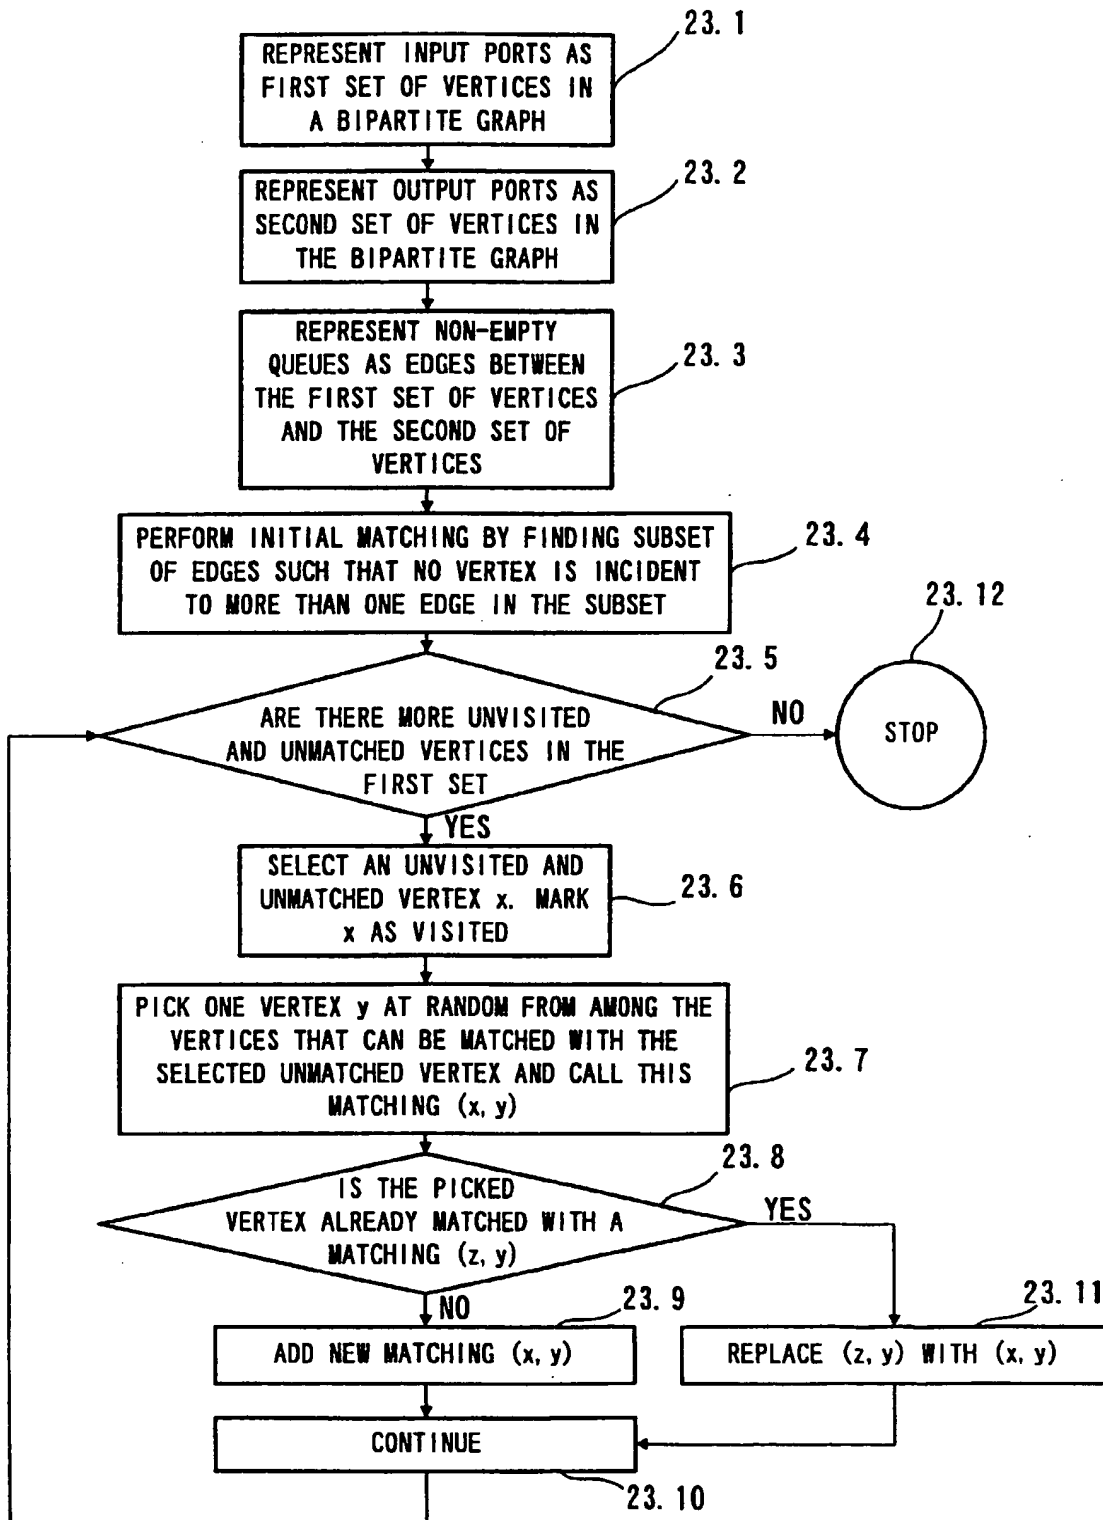 23. 1
REPRESENT INPUT PORTS AS
FIRST SET OF VERTICES IN
A BIPARTITE GRAPH
23. 2
REPRESENT OUTPUT PORTS AS
SECOND SET OF VERTICES IN
THE BIPARTITE GRAPH
REPRESENT NON-EMPTY
QUEUES AS EDGES BETWEEN
THE FIRST SET OF VERTICES
AND THE SECOND SET OF
VERTICES
23. 3
PERFORM INITIAL MATCHING BY FINDING SUBSET
OF EDGES SUCH THAT NO VERTEX IS INCIDENT
TO MORE THAN ONE EDGE IN THE SUBSET
23. 4
23. 12
23. 5
ARE THERE MORE UNVISITED
AND UNMATCHED VERTICES IN THE
FIRST SET
NO
STOP
YES
SELECT AN UNVISITED AND
UNMATCHED VERTEX x. MARK
x AS VISITED
23. 6
PICK ONE VERTEX y AT RANDOM FROM AMONG THE
VERTICES THAT CAN BE MATCHED WITH THE
SELECTED UNMATCHED VERTEX AND CALL THIS
MATCHING (x, y)
23. 7
23. 8
IS THE PICKED
VERTEX ALREADY MATCHED WITH A
MATCHING (z, y)
YES
NO
23. 9
ADD NEW MATCHING (x, y)
23. 11
REPLACE (z, y) WITH (x, y)
CONTINUE
23. 10